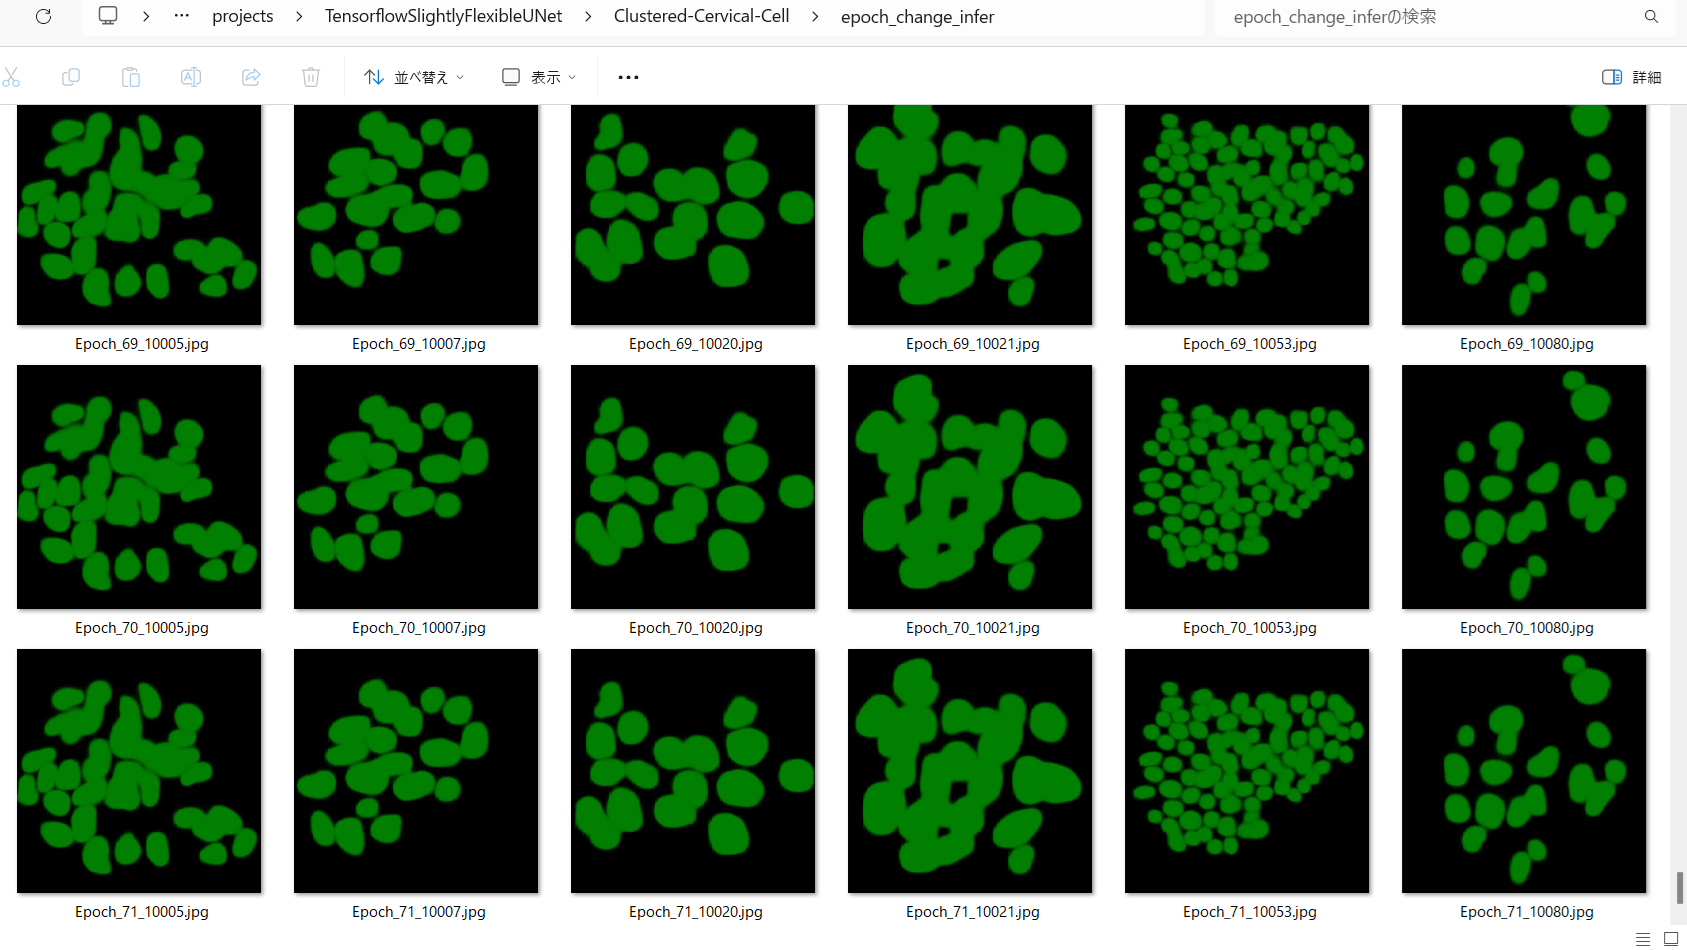 projects > TensorflowSlightlyFlexibleUNet > Clustered-Cervical-Cell > epoch_change_infer
epoch_change_inferの検索
並べ替え 表示 詳細
Epoch_69_10005.jpg Epoch_69_10007.jpg Epoch_69_10020.jpg Epoch_69_10021.jpg Epoch_69_10053.jpg Epoch_69_10080.jpg
Epoch_70_10005.jpg Epoch_70_10007.jpg Epoch_70_10020.jpg Epoch_70_10021.jpg Epoch_70_10053.jpg Epoch_70_10080.jpg
Epoch_71_10005.jpg Epoch_71_10007.jpg Epoch_71_10020.jpg Epoch_71_10021.jpg Epoch_71_10053.jpg Epoch_71_10080.jpg